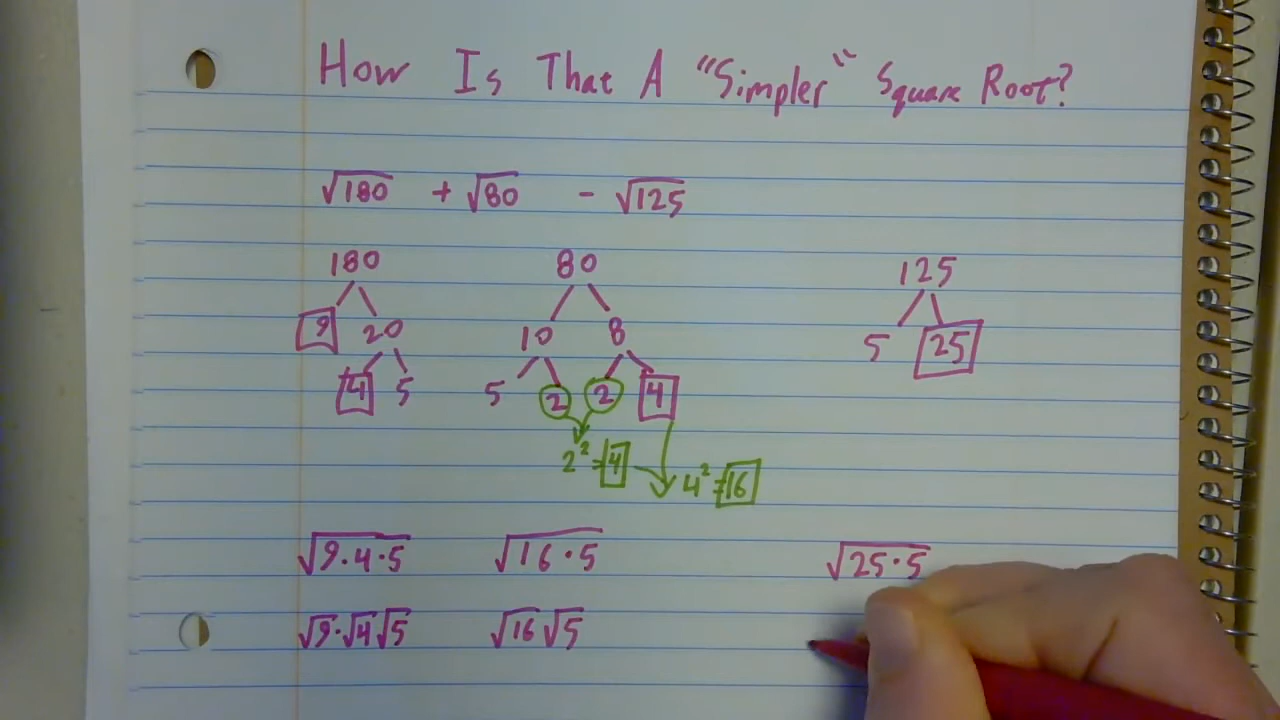 How Is That A "Simpler" Square Root?
√180 + √80 - √125
180 80 125
9 20 10 8 5 25
4 5 5 2 2 4
2² = 4 4² = 16
√9·4·5 √16·5 √25·5
√9·√4√5 √16√5